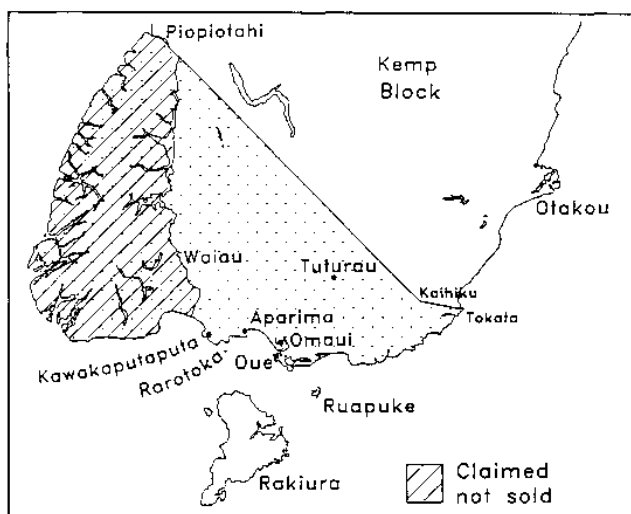 Piopiotahi
Kemp
Block
Otakou
Waiau
Tuturau
Kaihiku
Tokata
Aparima
Omaui
Kawakaputaputa
Rarotoka
Oue
Ruapuke
Rakiura
Claimed
not sold